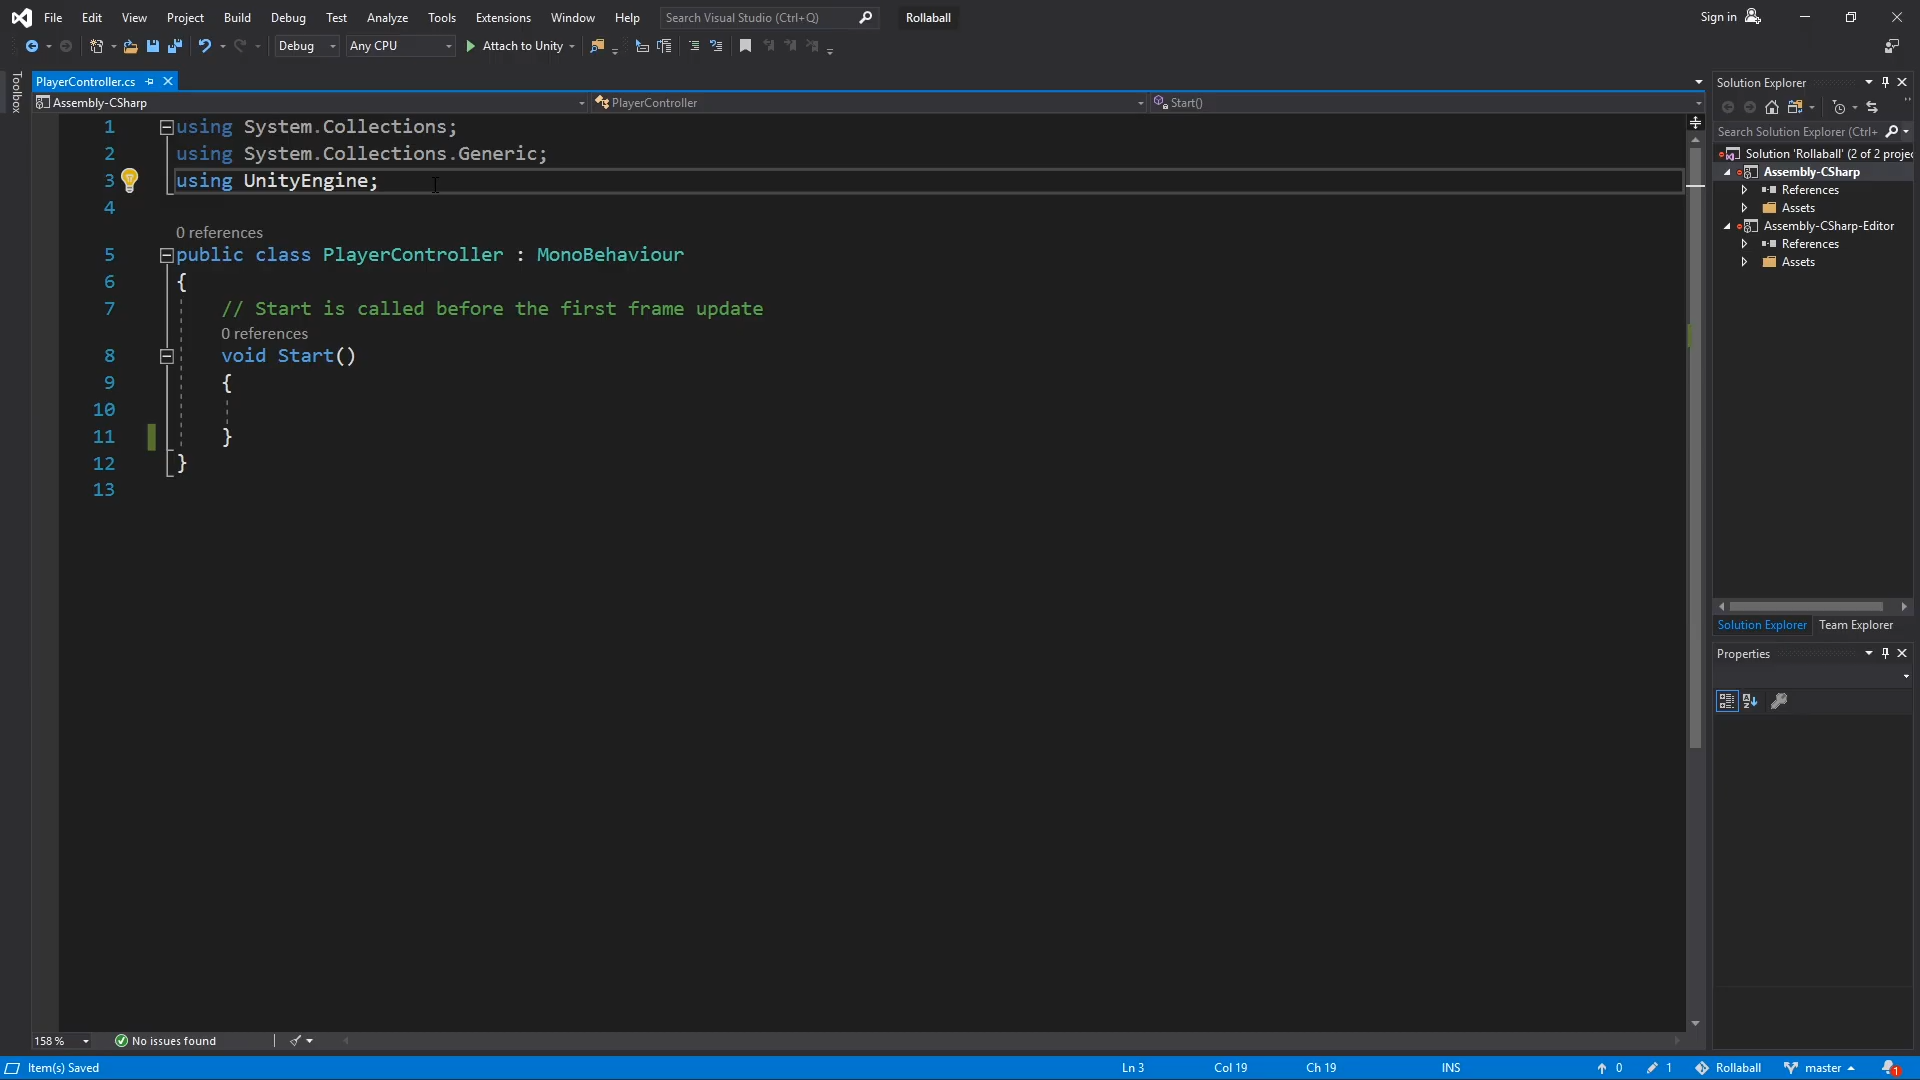 File Edit View Project Build Debug Test Analyze Tools Extensions Window Help Search Visual Studio (Ctrl+Q) Rollaball Sign in
Debug Any CPU Attach to Unity
Toolbox
PlayerController.cs
Assembly-CSharp PlayerController Start()
1 using System.Collections;
2 using System.Collections.Generic;
3 using UnityEngine;
4
0 references
5 public class PlayerController : MonoBehaviour
6 {
7 // Start is called before the first frame update
0 references
8 void Start()
9 {
10
11 }
12 }
13
Solution Explorer
Search Solution Explorer (Ctrl+
Solution 'Rollaball' (2 of 2 projec
Assembly-CSharp
References
Assets
Assembly-CSharp-Editor
References
Assets
Solution Explorer Team Explorer
Properties
158 % No issues found
Item(s) Saved Ln 3 Col 19 Ch 19 INS 0 1 Rollaball master 1